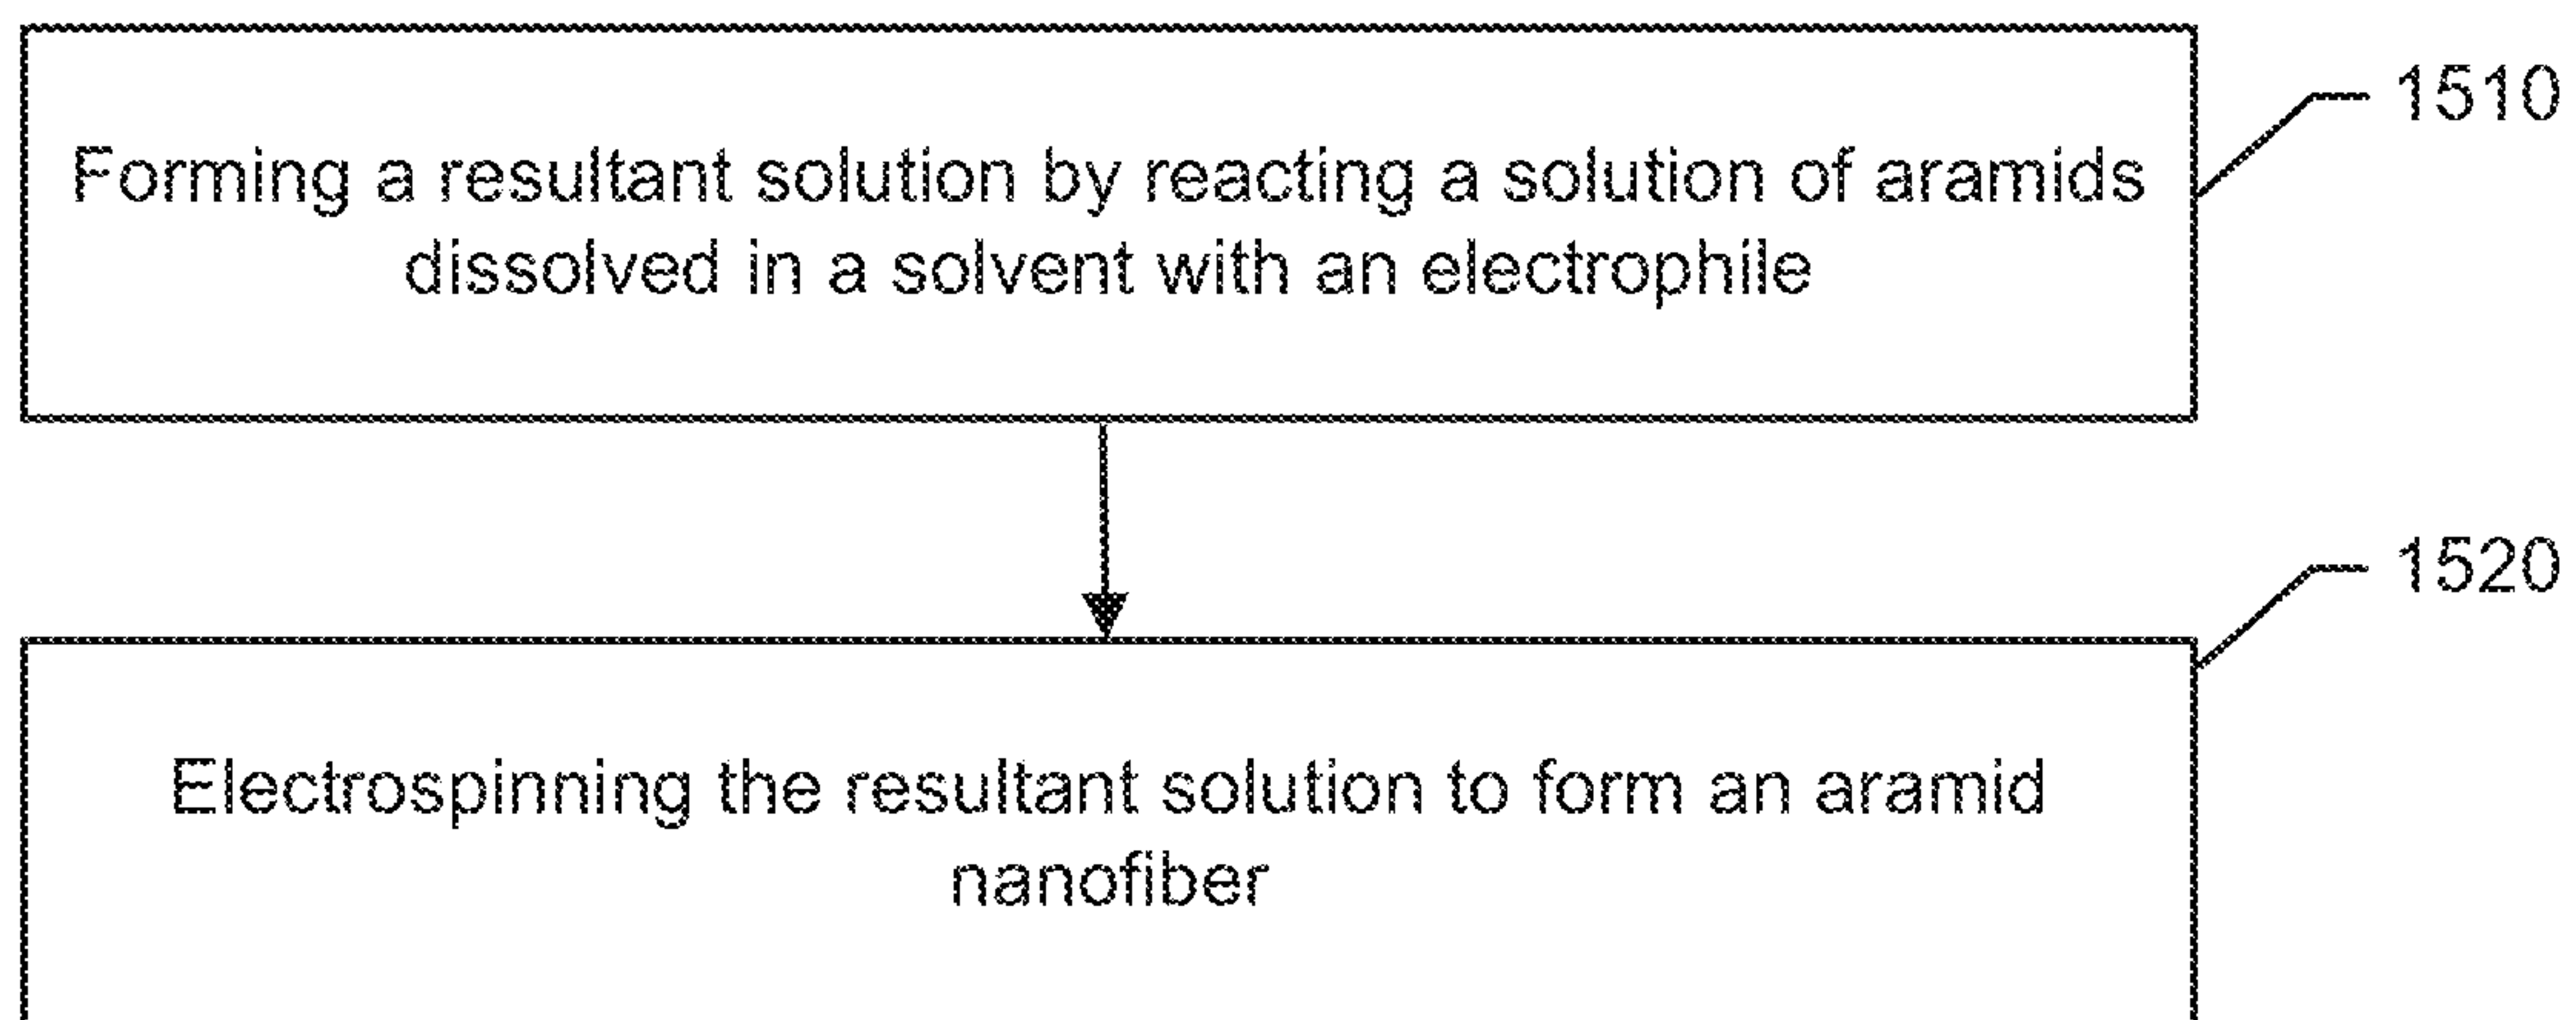 Forming a resultant solution by reacting a solution of aramids
dissolved in a solvent with an electrophile
1510
Electrospinning the resultant solution to form an aramid
nanofiber
1520